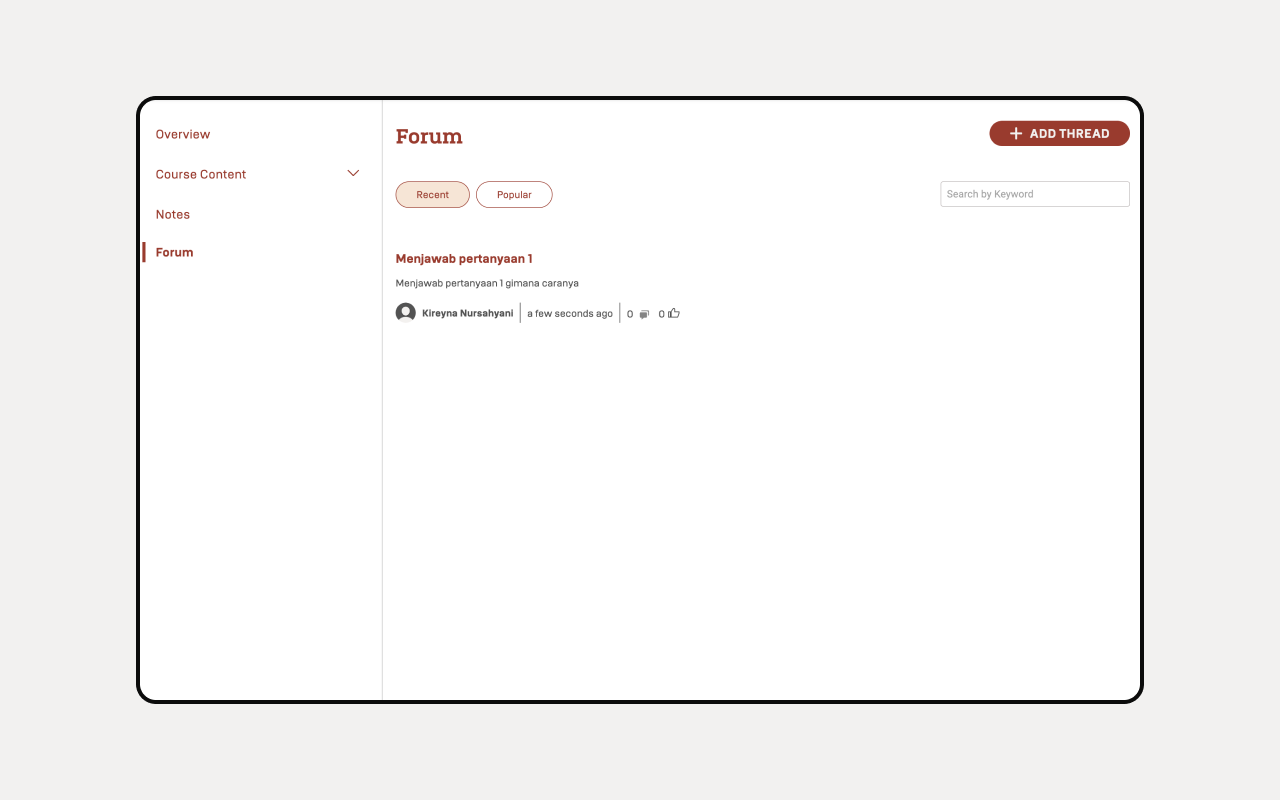 Overview
Course Content
Notes
Forum
Forum
ADD THREAD
Recent
Popular
Search by Keyword
Menjawab pertanyaan 1
Menjawab pertanyaan 1 gimana caranya
Kireyna Nursahyani a few seconds ago 0 0